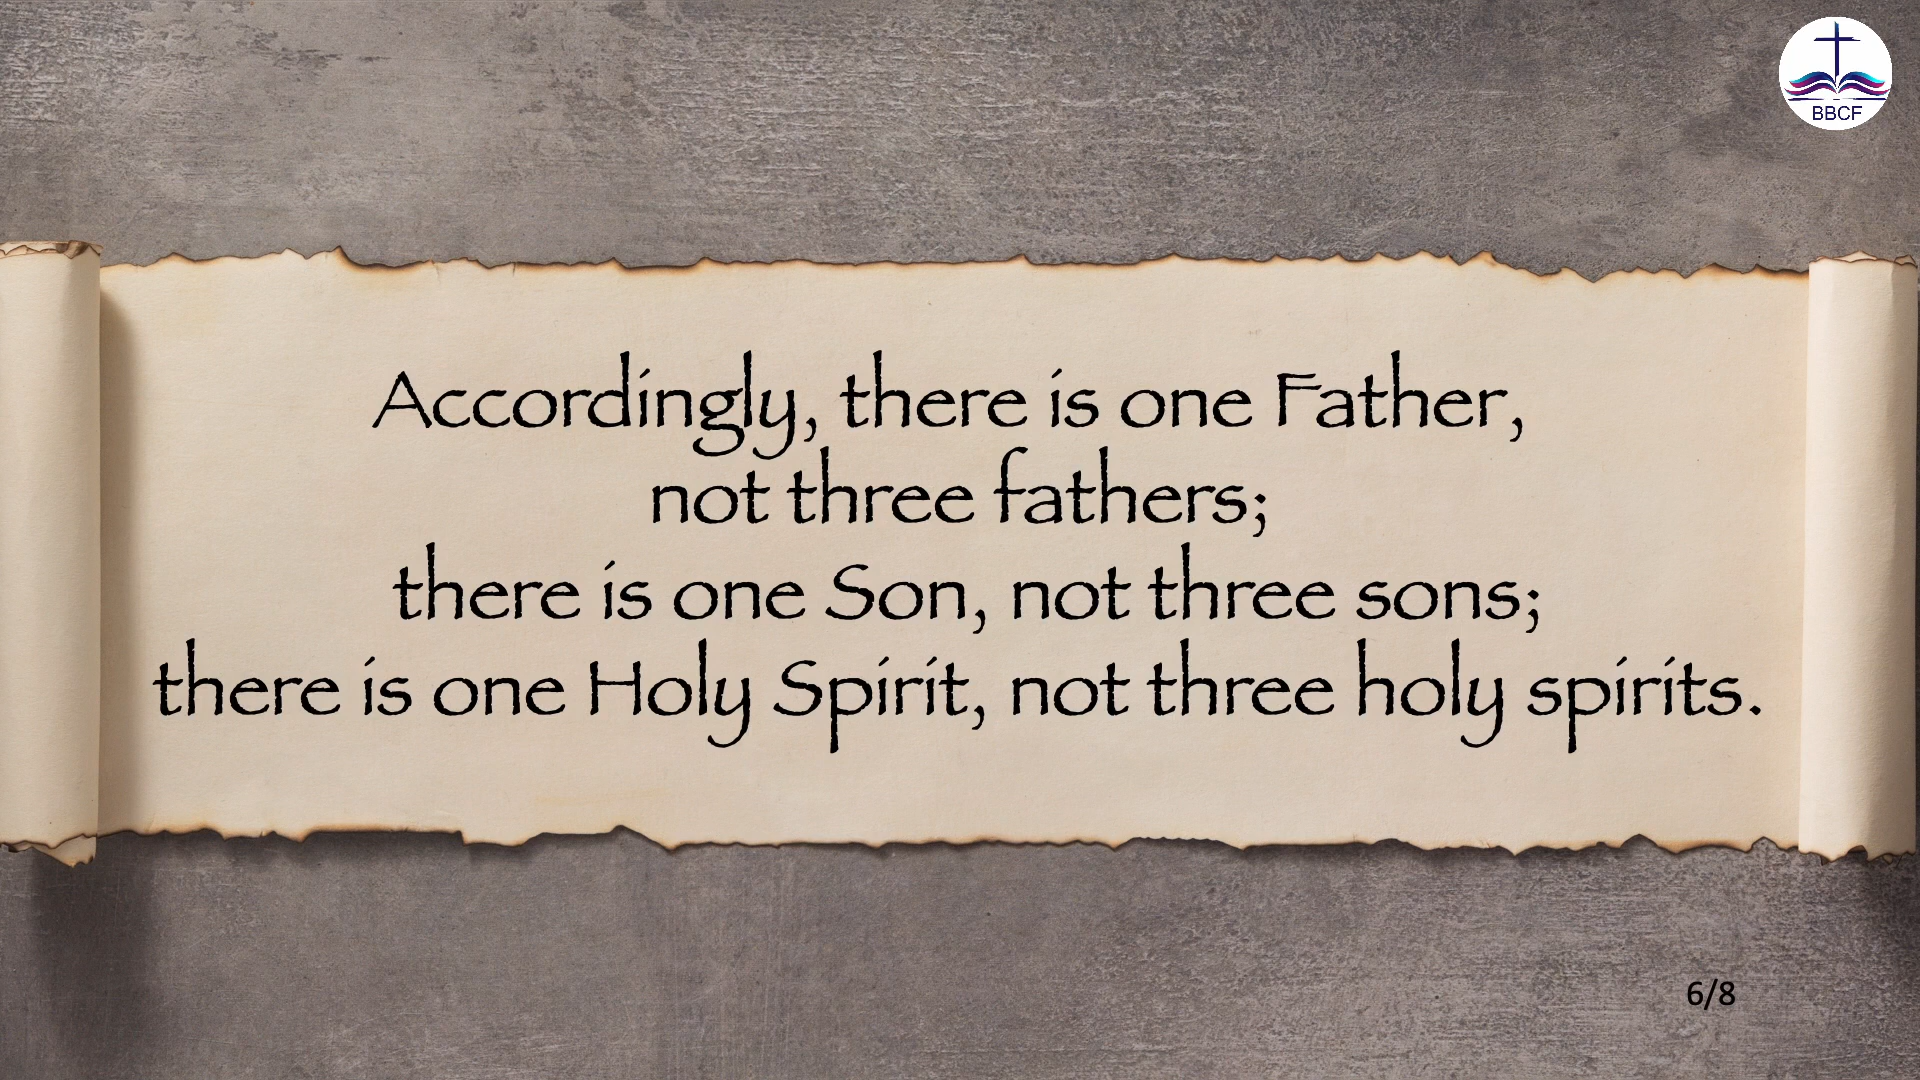 BBCF
Accordingly, there is one Father,
not three fathers;
there is one Son, not three sons;
there is one Holy Spirit, not three holy spirits.
6/8